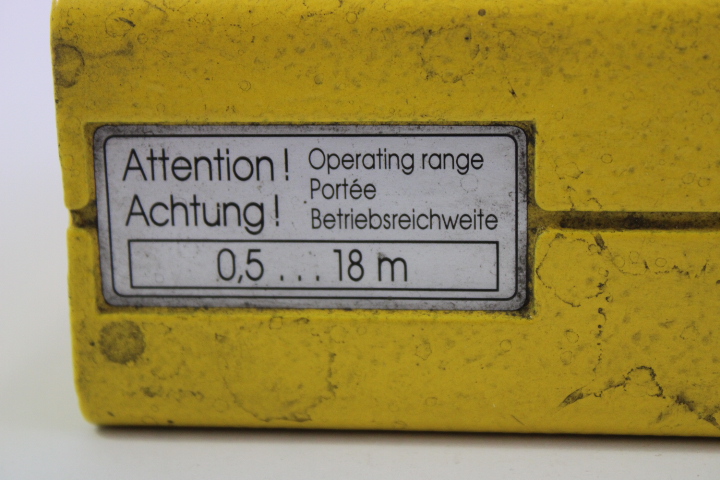 Attention!
Achtung!
Operating range
Portée
Betriebsreichweite
0,5 . . . 18 m